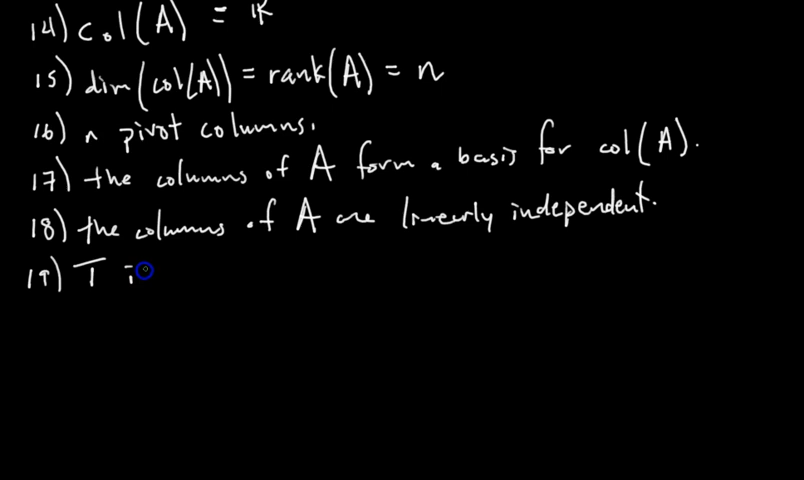 14) col(A) = R
15) dim(col(A)) = rank(A) = n
16) n pivot columns.
17) the columns of A form a basis for col(A).
18) the columns of A are linearly independent.
19) T i